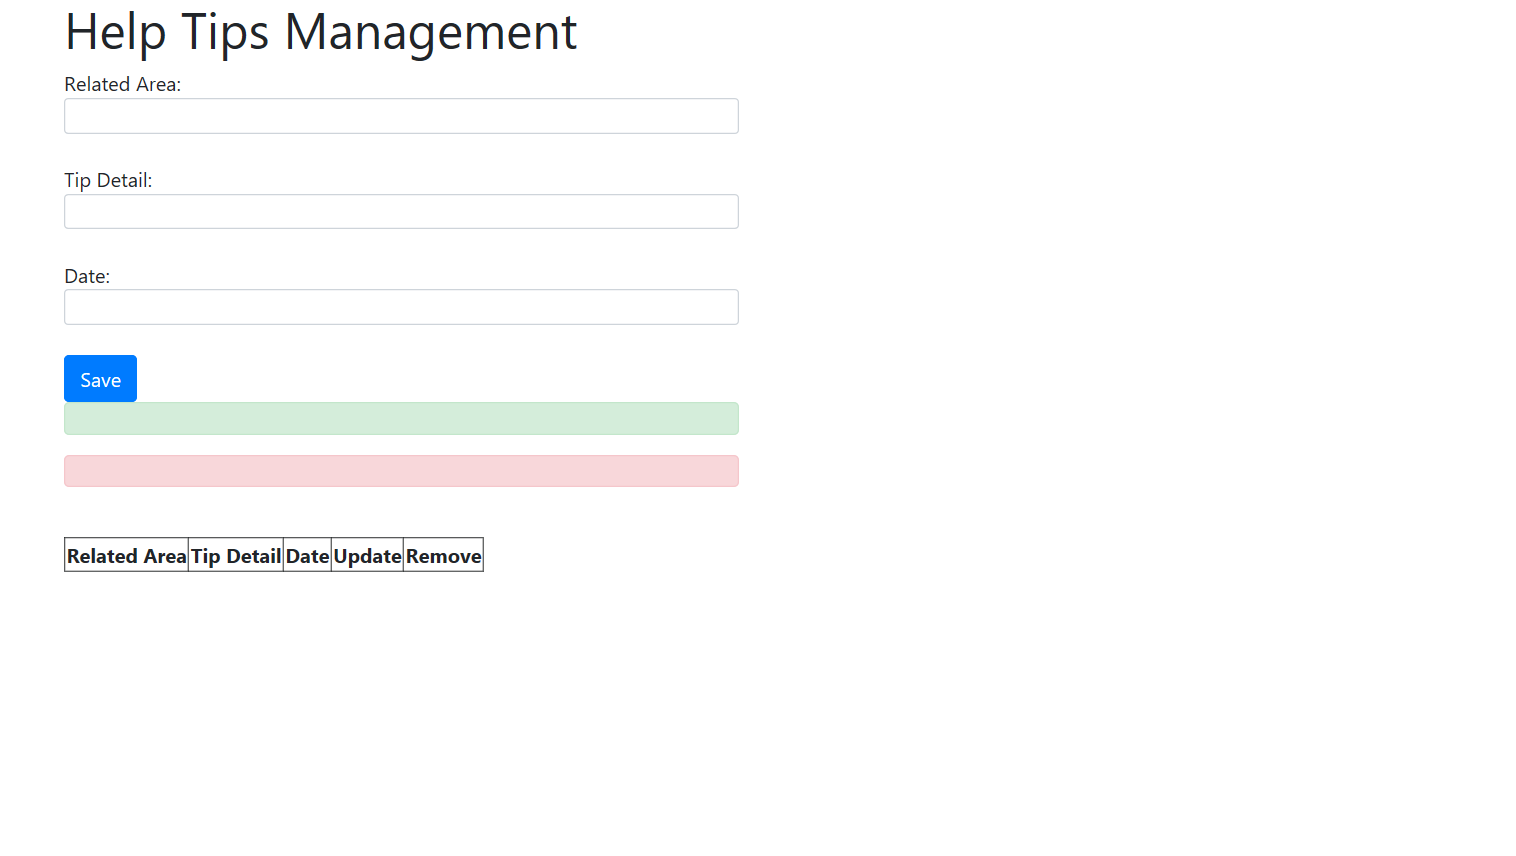 Help Tips Management
Related Area:
Tip Detail:
Date:
Save
Related Area Tip Detail Date Update Remove